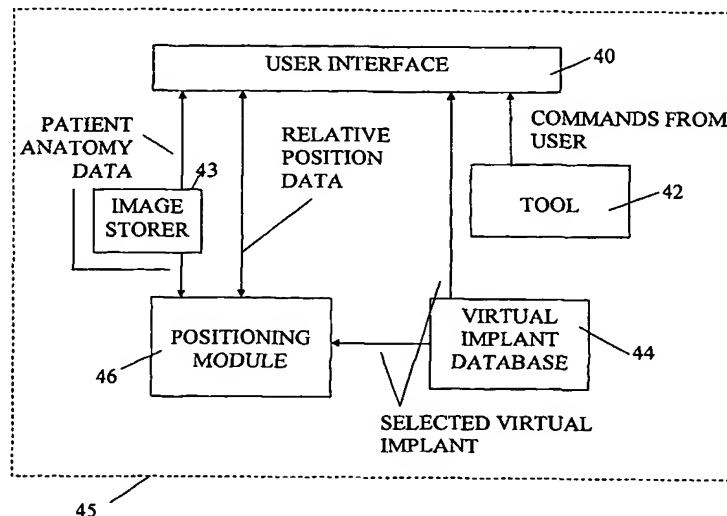 USER INTERFACE
40
PATIENT
ANATOMY
DATA
43
RELATIVE
POSITION
DATA
COMMANDS FROM
USER
IMAGE
STORER
TOOL
42
POSITIONING
MODULE
46
VIRTUAL
IMPLANT
DATABASE
44
SELECTED VIRTUAL
IMPLANT
45